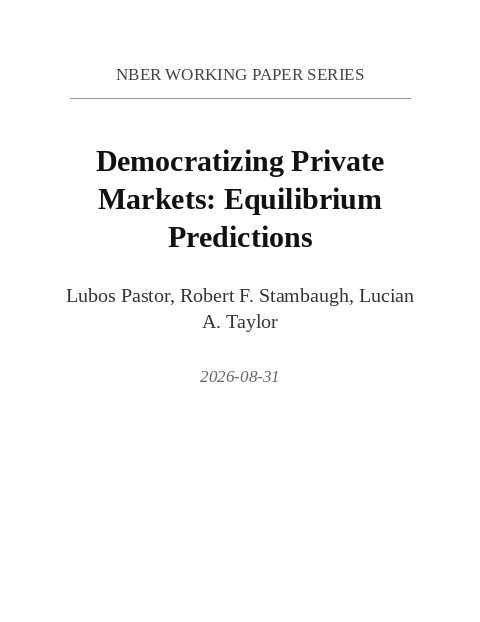 NBER WORKING PAPER SERIES
Democratizing Private
Markets: Equilibrium
Predictions
Lubos Pastor, Robert F. Stambaugh, Lucian
A. Taylor
2026-08-31